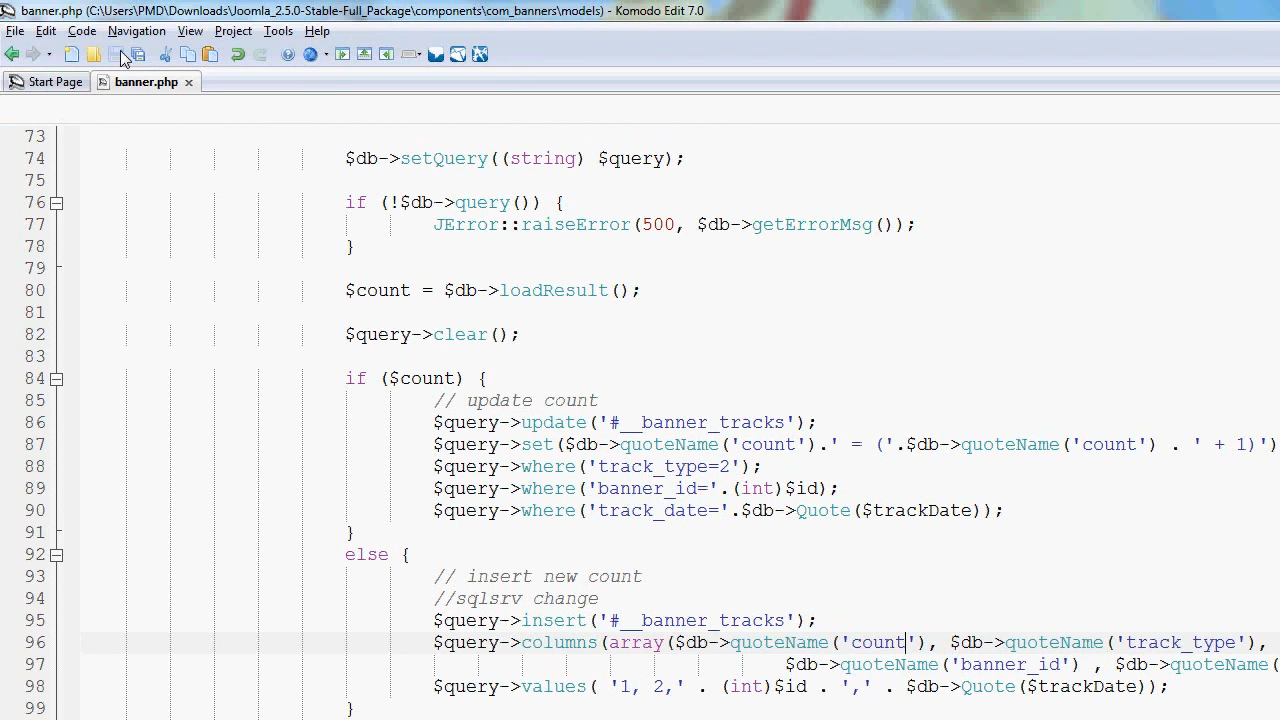 banner.php (C:\Users\PMD\Downloads\Joomla_2.5.0-Stable-Full_Package\components\com_banners\models) - Komodo Edit 7.0
File Edit Code Navigation View Project Tools Help
Start Page banner.php
73
74 $db->setQuery((string) $query);
75
76 if (!$db->query()) {
77 JError::raiseError(500, $db->getErrorMsg());
78 }
79
80 $count = $db->loadResult();
81
82 $query->clear();
83
84 if ($count) {
85 // update count
86 $query->update('#__banner_tracks');
87 $query->set($db->quoteName('count').' = ('.$db->quoteName('count') . ' + 1)')
88 $query->where('track_type=2');
89 $query->where('banner_id='.(int)$id);
90 $query->where('track_date='.$db->Quote($trackDate));
91 }
92 else {
93 // insert new count
94 //sqlsrv change
95 $query->insert('#__banner_tracks');
96 $query->columns(array($db->quoteName('count'), $db->quoteName('track_type'),
97 $db->quoteName('banner_id') , $db->quoteName(
98 $query->values( '1, 2,' . (int)$id . ',' . $db->Quote($trackDate));
99 }